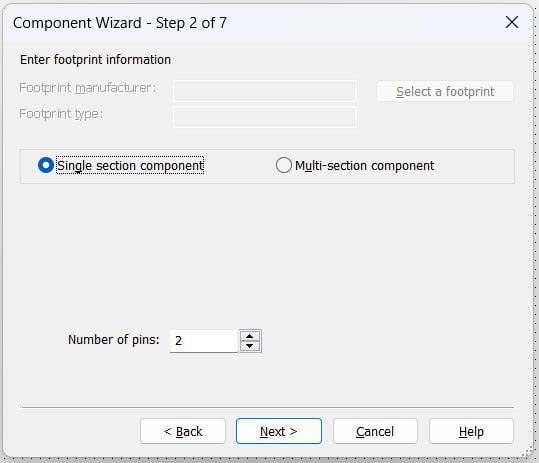 Component Wizard - Step 2 of 7
Enter footprint information
Footprint manufacturer:
Select a footprint
Footprint type:
Single section component
Multi-section component
Number of pins: 2
< Back
Next >
Cancel
Help